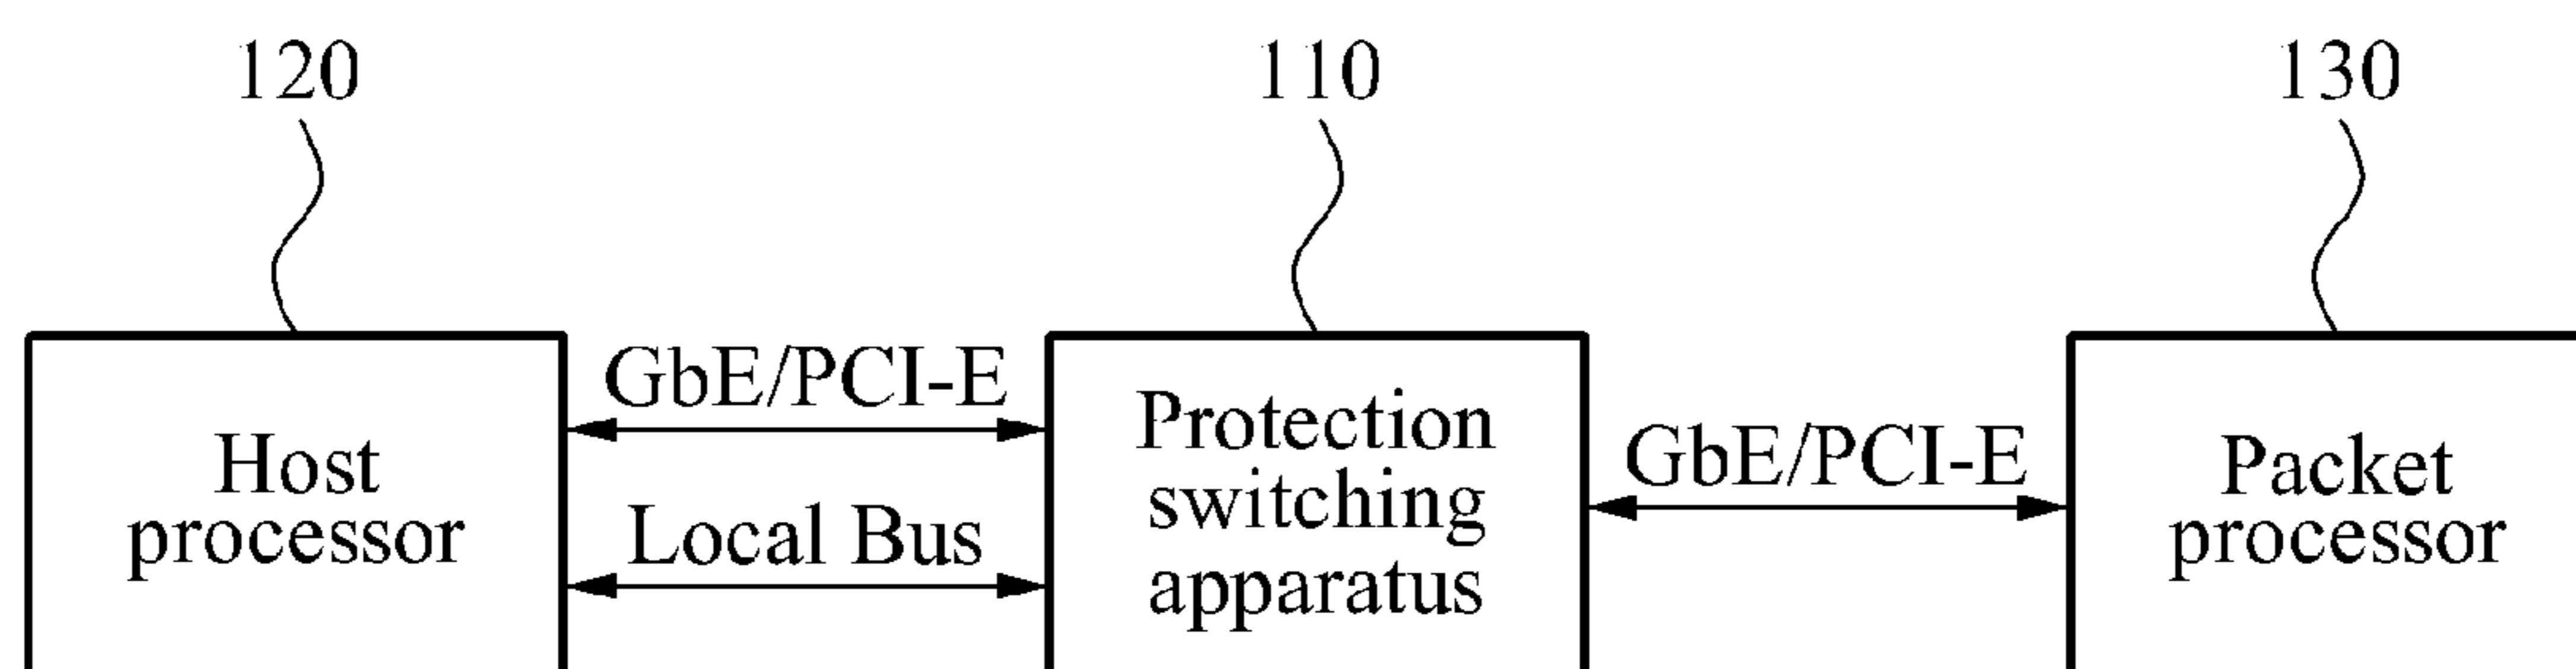 120
110
130
Host
processor
GbE/PCI-E
Local Bus
Protection
switching
apparatus
GbE/PCI-E
Packet
processor